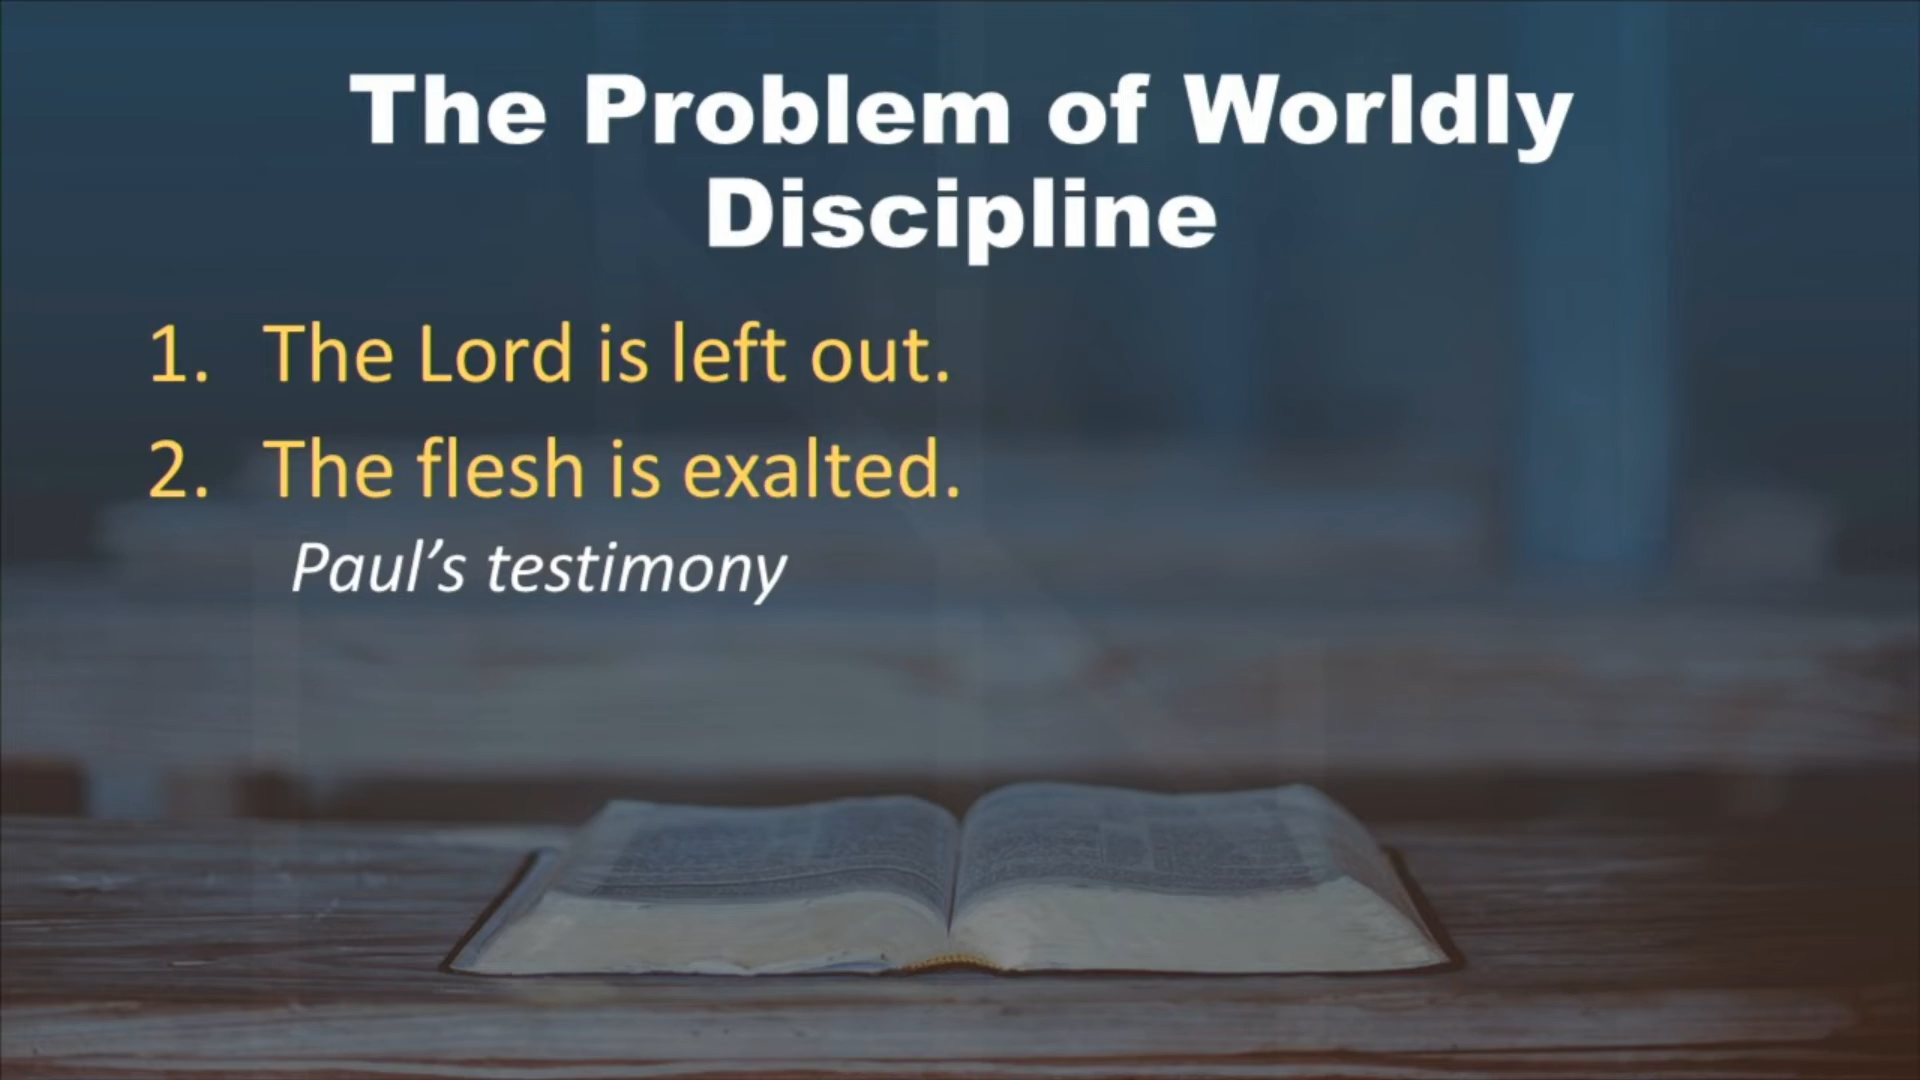 The Problem of Worldly
Discipline
1. The Lord is left out.
2. The flesh is exalted.
Paul’s testimony